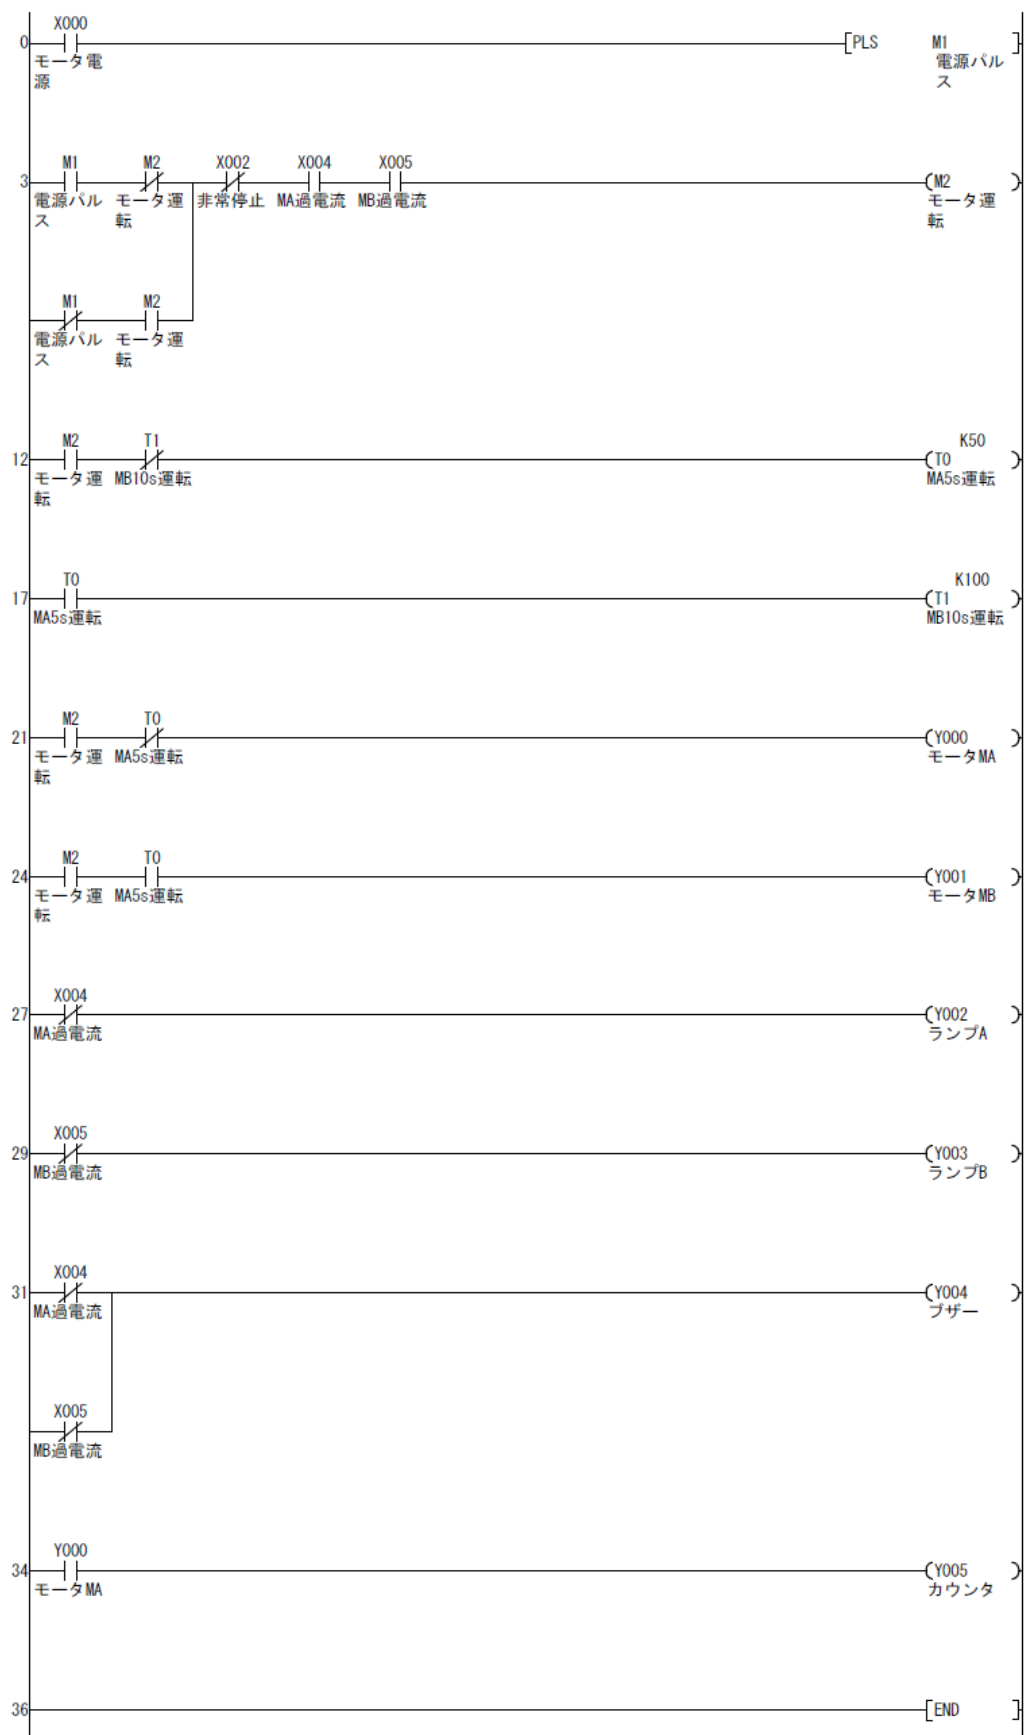 X000
0 [PLS M1 ]
モータ電源 電源パルス
M1 M2 X002 X004 X005
3 (M2 )
電源パルス モータ運転 非常停止 MA過電流 MB過電流 モータ運転
M1 M2
電源パルス モータ運転
M2 T1 K50
12 (T0 )
モータ運転 MB10s運転 MA5s運転
T0 K100
17 (T1 )
MA5s運転 MB10s運転
M2 T0
21 (Y000 )
モータ運転 MA5s運転 モータMA
M2 T0
24 (Y001 )
モータ運転 MA5s運転 モータMB
X004
27 (Y002 )
MA過電流 ランプA
X005
29 (Y003 )
MB過電流 ランプB
X004
31 (Y004 )
MA過電流 ブザー
X005
MB過電流
Y000
34 (Y005 )
モータMA カウンタ
36 [END ]